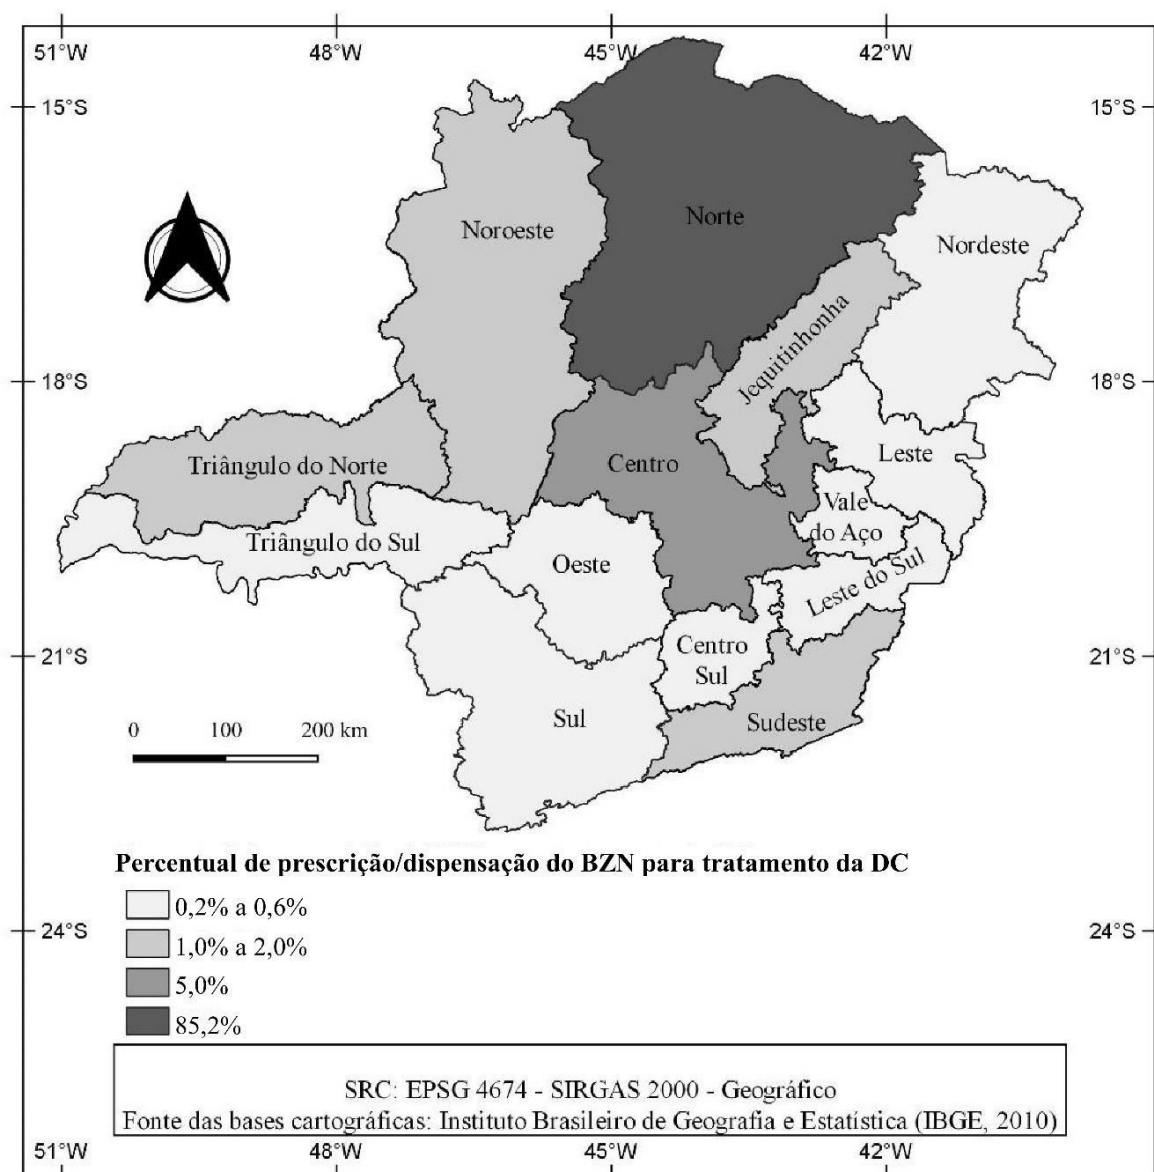 51°W 48°W 45°W 42°W
15°S 15°S
Norte
Noroeste
Nordeste
Jequitinhonha
18°S 18°S
Leste
Centro
Triângulo do Norte
Vale
do Aço
Triângulo do Sul
Oeste
Leste do Sul
Centro
Sul
21°S 21°S
Sul
Sudeste
0 100 200 km
Percentual de prescrição/dispensação do BZN para tratamento da DC
0,2% a 0,6%
24°S 24°S
1,0% a 2,0%
5,0%
85,2%
SRC: EPSG 4674 - SIRGAS 2000 - Geográfico
Fonte das bases cartográficas: Instituto Brasileiro de Geografia e Estatística (IBGE, 2010)
51°W 48°W 45°W 42°W